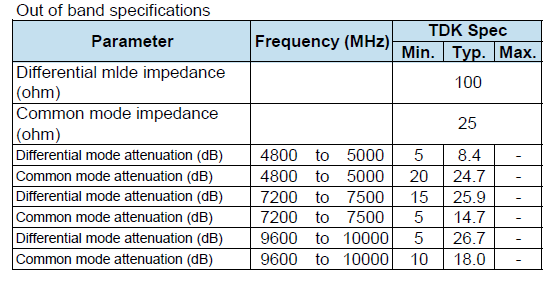 Out of band specifications
Parameter Frequency (MHz) TDK Spec
Min. Typ. Max.
Differential mlde impedance
(ohm) 100
Common mode impedance
(ohm) 25
Differential mode attenuation (dB) 4800 to 5000 5 8.4 -
Common mode attenuation (dB) 4800 to 5000 20 24.7 -
Differential mode attenuation (dB) 7200 to 7500 15 25.9 -
Common mode attenuation (dB) 7200 to 7500 5 14.7 -
Differential mode attenuation (dB) 9600 to 10000 5 26.7 -
Common mode attenuation (dB) 9600 to 10000 10 18.0 -